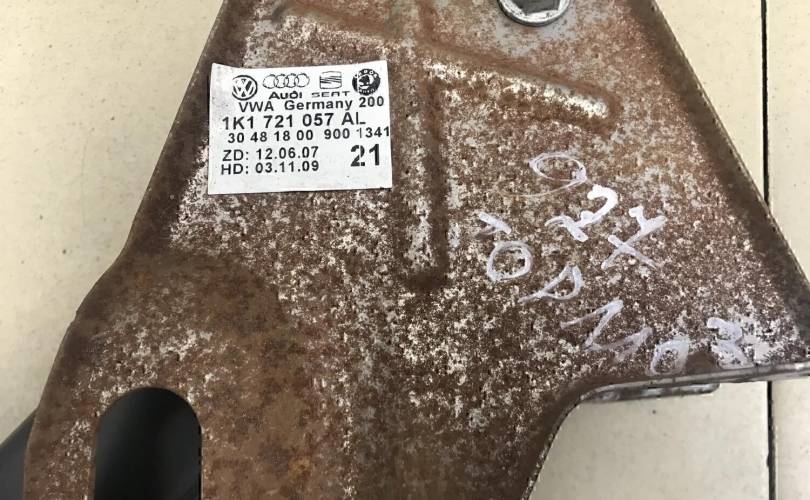 AUDI SEAT
VWA Germany 200
1K1 721 057 AL
30 48 18 00 900 1341
ZD: 12.06.07 21
HD: 03.11.09